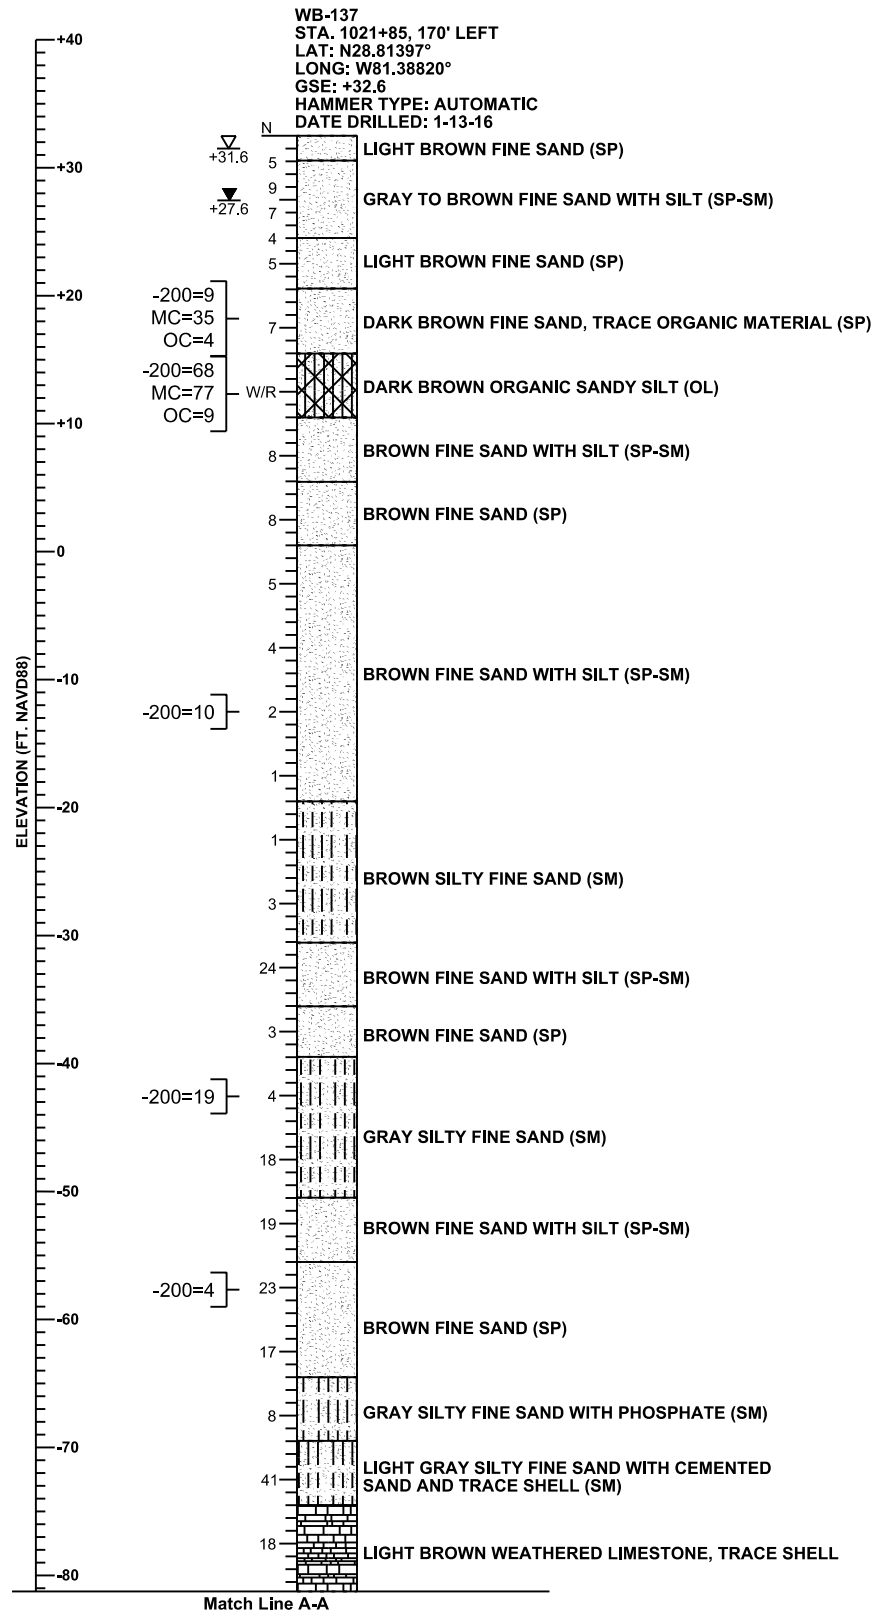 WB-137
STA. 1021+85, 170' LEFT
LAT: N28.81397°
LONG: W81.38820°
GSE: +32.6
HAMMER TYPE: AUTOMATIC
DATE DRILLED: 1-13-16
+40
N
LIGHT BROWN FINE SAND (SP)
+31.6
5
+30
9
GRAY TO BROWN FINE SAND WITH SILT (SP-SM)
+27.6
7
4
LIGHT BROWN FINE SAND (SP)
5
+20
-200=9
MC=35
OC=4
7
DARK BROWN FINE SAND, TRACE ORGANIC MATERIAL (SP)
-200=68
MC=77
OC=9
W/R
DARK BROWN ORGANIC SANDY SILT (OL)
+10
8
BROWN FINE SAND WITH SILT (SP-SM)
8
BROWN FINE SAND (SP)
0
5
4
BROWN FINE SAND WITH SILT (SP-SM)
-10
-200=10
2
1
ELEVATION (FT. NAVD88)
-20
1
BROWN SILTY FINE SAND (SM)
3
-30
24
BROWN FINE SAND WITH SILT (SP-SM)
3
BROWN FINE SAND (SP)
-40
-200=19
4
GRAY SILTY FINE SAND (SM)
18
-50
19
BROWN FINE SAND WITH SILT (SP-SM)
-200=4
23
-60
BROWN FINE SAND (SP)
17
8
GRAY SILTY FINE SAND WITH PHOSPHATE (SM)
-70
LIGHT GRAY SILTY FINE SAND WITH CEMENTED
SAND AND TRACE SHELL (SM)
41
18
LIGHT BROWN WEATHERED LIMESTONE, TRACE SHELL
-80
Match Line A-A